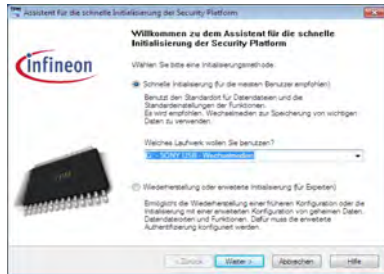 Assistent für die schnelle Initialisierung der Security Platform
Willkommen zu dem Assistent für die schnelle
Initialisierung der Security Platform
infineon
Wählen Sie bitte eine Initialisierungsmethode.
Schnelle Initialisierung (für die meisten Benutzer empfohlen)
Benutzt den Standardort für Datendateien und die
Standardeinstellungen der Funktionen.
Es wird empfohlen, Wechselmedien zur Speicherung von wichtigen
Daten zu verwenden.
Welches Laufwerk wollen Sie benutzen?
G: - SONY USB - Wechselmedien
Wiederherstellung oder erweiterte Initialisierung (für Experten)
Ermöglicht die Wiederherstellung einer früheren Konfiguration oder die
Initialisierung mit einer erweiterten Konfiguration von geheimen Daten,
Datendateien und Funktionen. Dafür muss die erweiterte
Authentifizierung konfiguriert werden.
TPM
< Zurück
Weiter >
Abbrechen
Hilfe